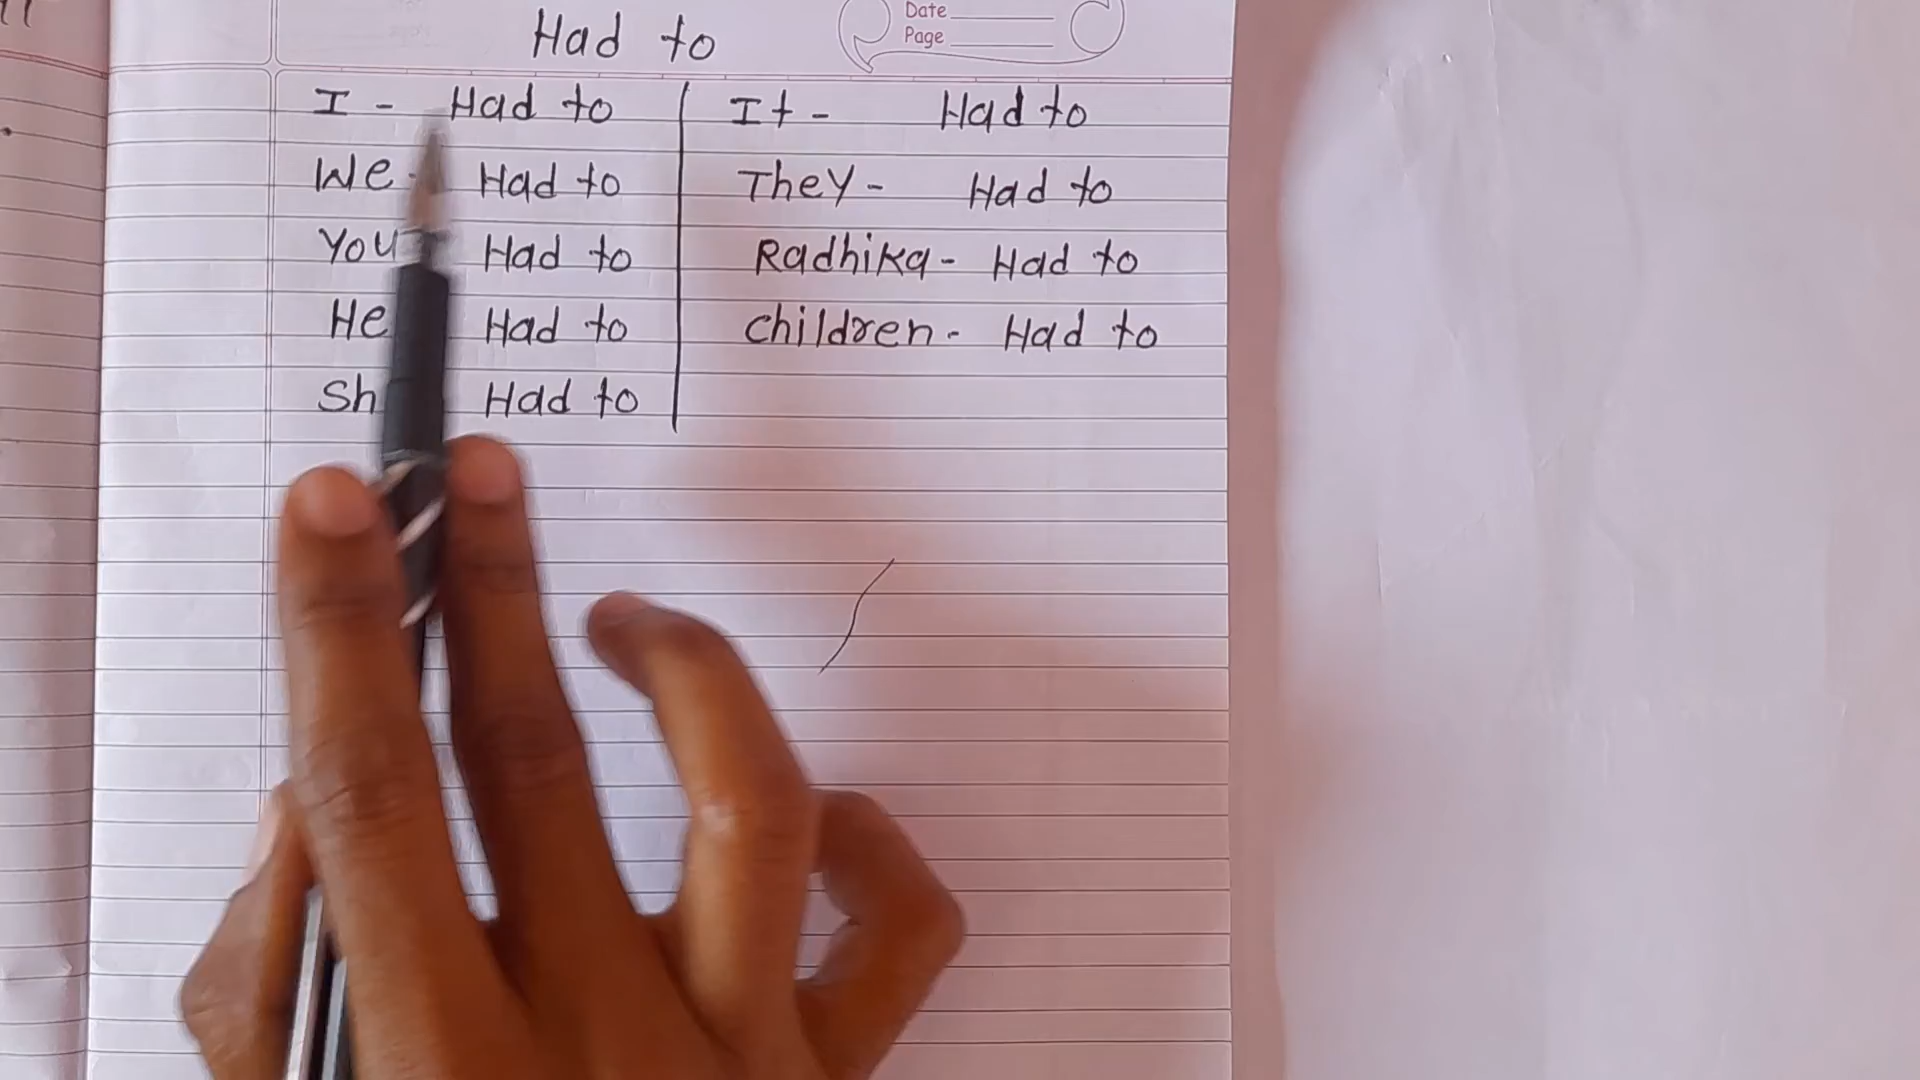 Had to
Date
Page
I - Had to
We - Had to
You Had to
He Had to
Sh Had to
It - Had to
They - Had to
Radhika - Had to
children - Had to